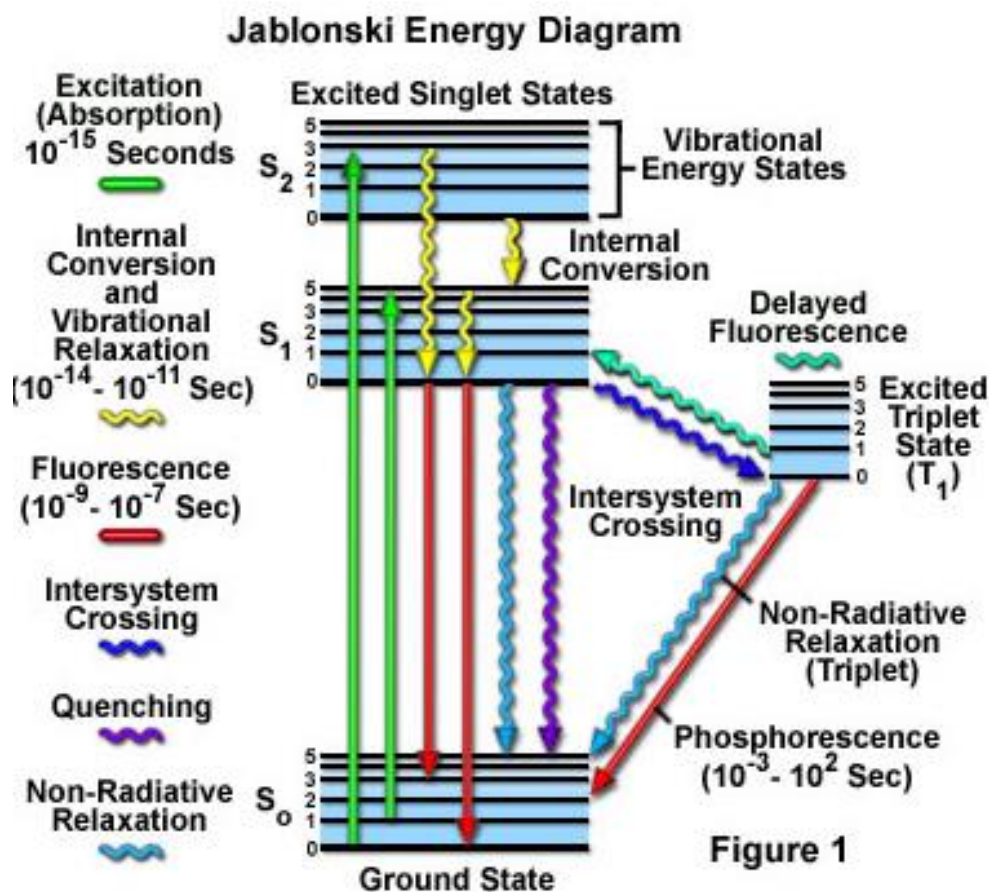 Jablonski Energy Diagram
Excitation
(Absorption)
10⁻¹⁵ Seconds
Internal
Conversion
and
Vibrational
Relaxation
(10⁻¹⁴- 10⁻¹¹ Sec)
Fluorescence
(10⁻⁹- 10⁻⁷ Sec)
Intersystem
Crossing
Quenching
Non-Radiative
Relaxation
Excited Singlet States
S₂
5
3
2
1
0
Vibrational
Energy States
Internal
Conversion
S₁
5
3
2
1
0
Delayed
Fluorescence
5
3
2
1
0
Excited
Triplet
State
(T₁)
Intersystem
Crossing
Non-Radiative
Relaxation
(Triplet)
Phosphorescence
(10⁻³- 10² Sec)
S₀
5
3
2
1
0
Ground State
Figure 1